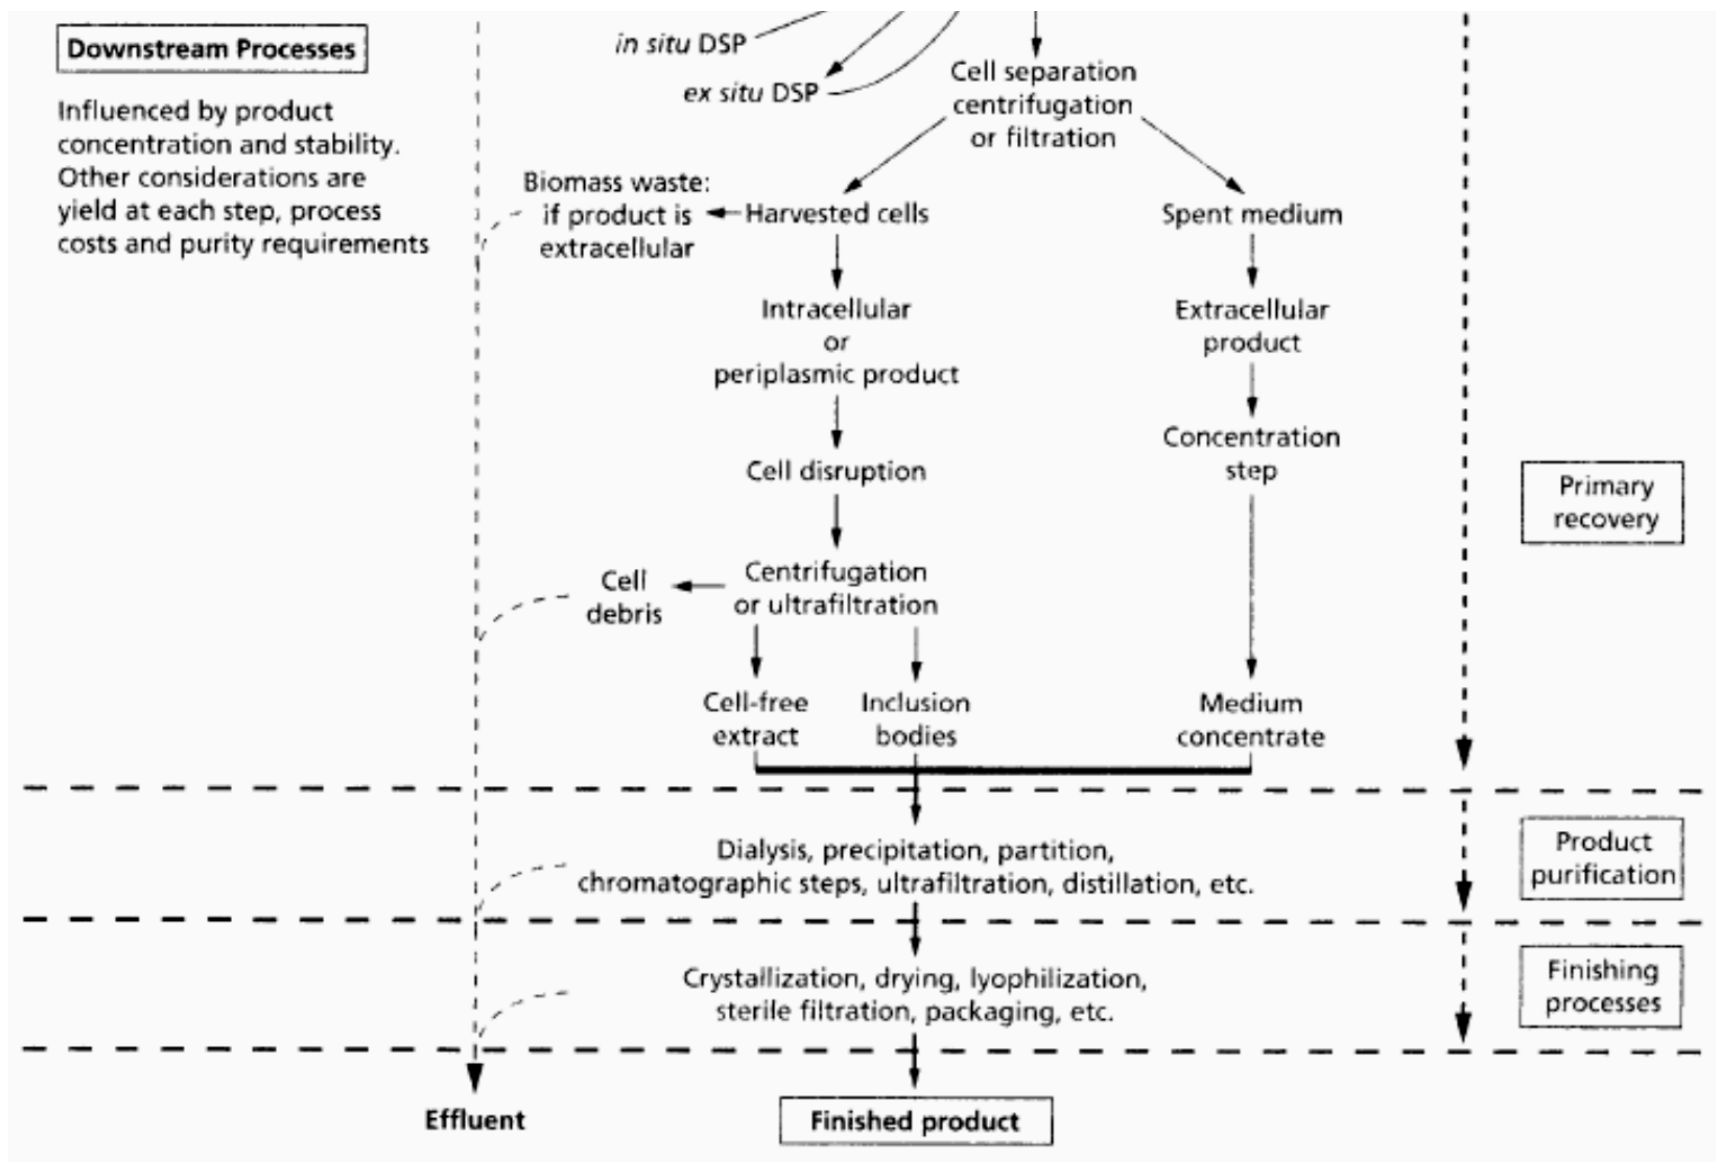 Downstream Processes
Influenced by product
concentration and stability.
Other considerations are
yield at each step, process
costs and purity requirements
in situ DSP
ex situ DSP
Cell separation
centrifugation
or filtration
Biomass waste:
if product is
extracellular
Harvested cells
Spent medium
Intracellular
or
periplasmic product
Extracellular
product
Cell disruption
Concentration
step
Primary
recovery
Cell
debris
Centrifugation
or ultrafiltration
Cell-free
extract
Inclusion
bodies
Medium
concentrate
Dialysis, precipitation, partition,
chromatographic steps, ultrafiltration, distillation, etc.
Product
purification
Crystallization, drying, lyophilization,
sterile filtration, packaging, etc.
Finishing
processes
Effluent
Finished product